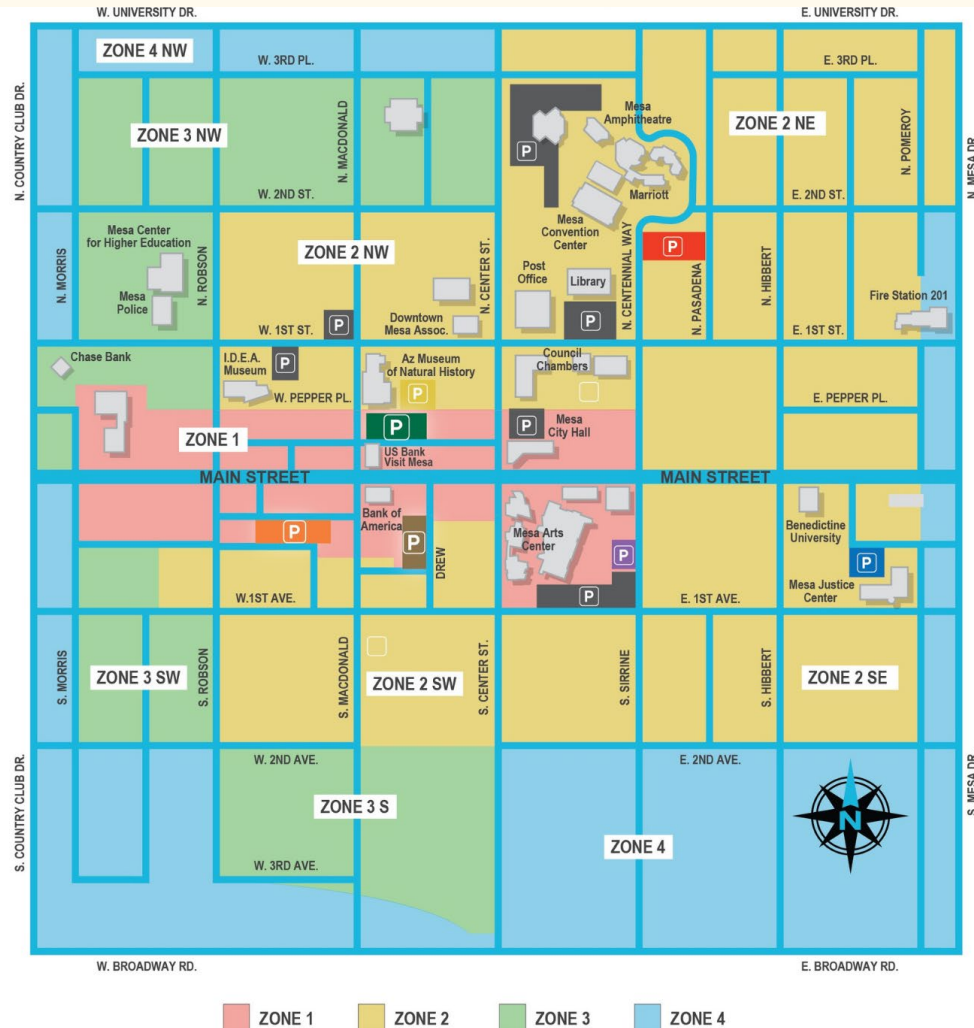 W. UNIVERSITY DR.
E. UNIVERSITY DR.
ZONE 4 NW
W. 3RD PL.
E. 3RD PL.
N. COUNTRY CLUB DR.
ZONE 3 NW
N. MACDONALD
Mesa
Amphitheatre
ZONE 2 NE
N. POMEROY
N. MESA DR.
P
W. 2ND ST.
Marriott
E. 2ND ST.
Mesa
Convention
Center
N. MORRIS
Mesa Center
for Higher Education
N. ROBSON
ZONE 2 NW
N. CENTER ST.
N. CENTENNIAL WAY
P
N. PASADENA
N. HIBBERT
Mesa
Police
Post
Office
Library
Fire Station 201
W. 1ST ST.
P
Downtown
Mesa Assoc.
P
E. 1ST ST.
Chase Bank
I.D.E.A.
Museum
P
Az Museum
of Natural History
Council
Chambers
W. PEPPER PL.
P
E. PEPPER PL.
ZONE 1
P
P
Mesa
City Hall
US Bank
Visit Mesa
MAIN STREET
MAIN STREET
Bank of
America
P
P
DREW
Mesa Arts
Center
P
Benedictine
University
P
W.1ST AVE.
P
E. 1ST AVE.
Mesa Justice
Center
S. MORRIS
ZONE 3 SW
S. ROBSON
S. MACDONALD
ZONE 2 SW
S. CENTER ST.
S. SIRRINE
S. HIBBERT
ZONE 2 SE
W. 2ND AVE.
E. 2ND AVE.
S. COUNTRY CLUB DR.
S. MESA DR.
ZONE 3 S
N
ZONE 4
W. 3RD AVE.
W. BROADWAY RD.
E. BROADWAY RD.
ZONE 1
ZONE 2
ZONE 3
ZONE 4